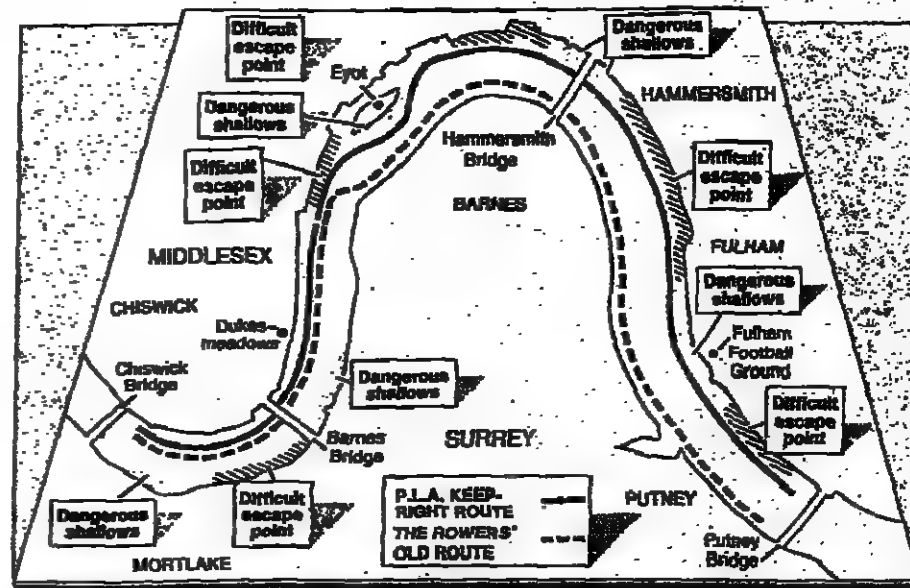 Difficult
escape
point
Eyot
Dangerous
shallows
Dangerous
shallows
HAMMERSMITH
Hammersmith
Bridge
Difficult
escape
point
Difficult
escape
point
BARNES
MIDDLESEX
FULHAM
Dangerous
shallows
CHISWICK
Dukes
meadows
Fulham
Football
Ground
Chiswick
Bridge
Dangerous
shallows
Difficult
escape
point
Barnes
Bridge
SURREY
P.L.A. KEEP-
RIGHT ROUTE
THE ROWERS'
OLD ROUTE
PUTNEY
Putney
Bridge
Dangerous
shallows
Difficult
escape
point
MORTLAKE